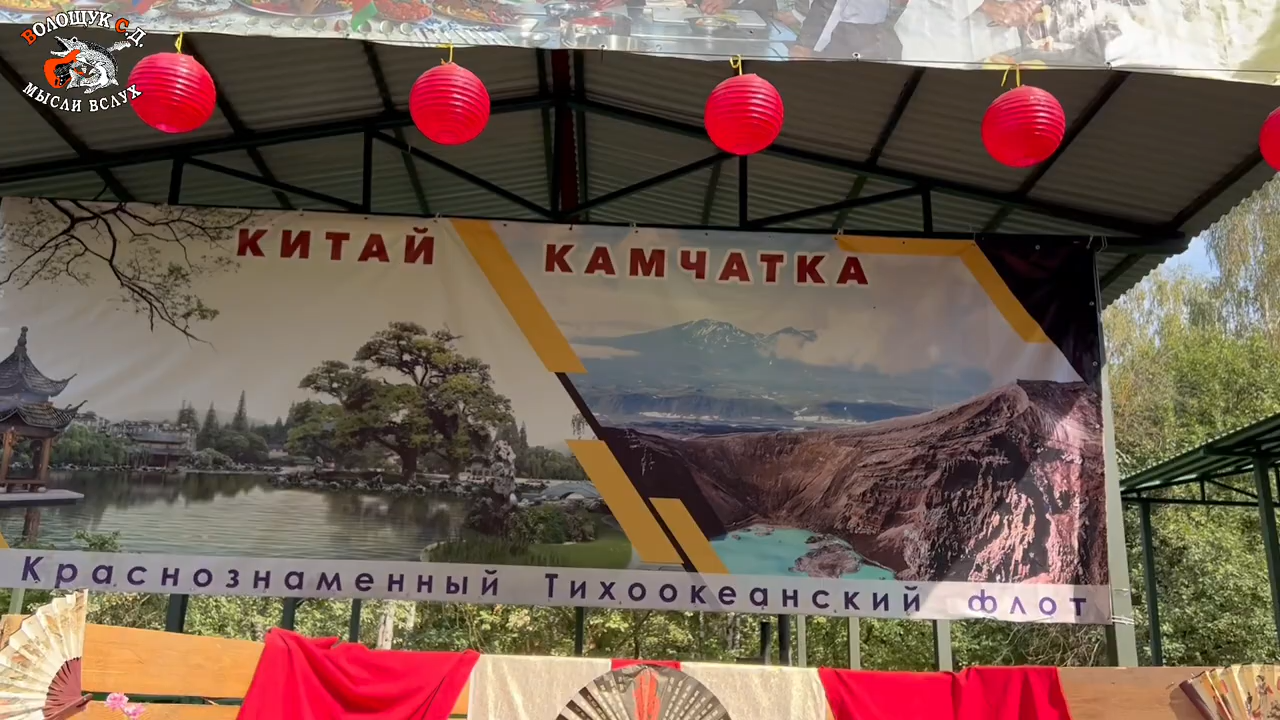 ВОЛОЩУК С.Д.
МЫСЛИ ВСЛУХ
КИТАЙ КАМЧАТКА
Краснознаменный Тихоокеанский флот